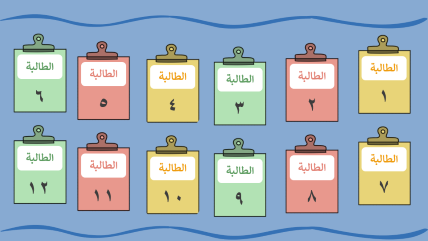 الطالبة
١
الطالبة
٢
الطالبة
٣
الطالبة
٤
الطالبة
٥
الطالبة
٦
الطالبة
٧
الطالبة
٨
الطالبة
٩
الطالبة
١٠
الطالبة
١١
الطالبة
١٢